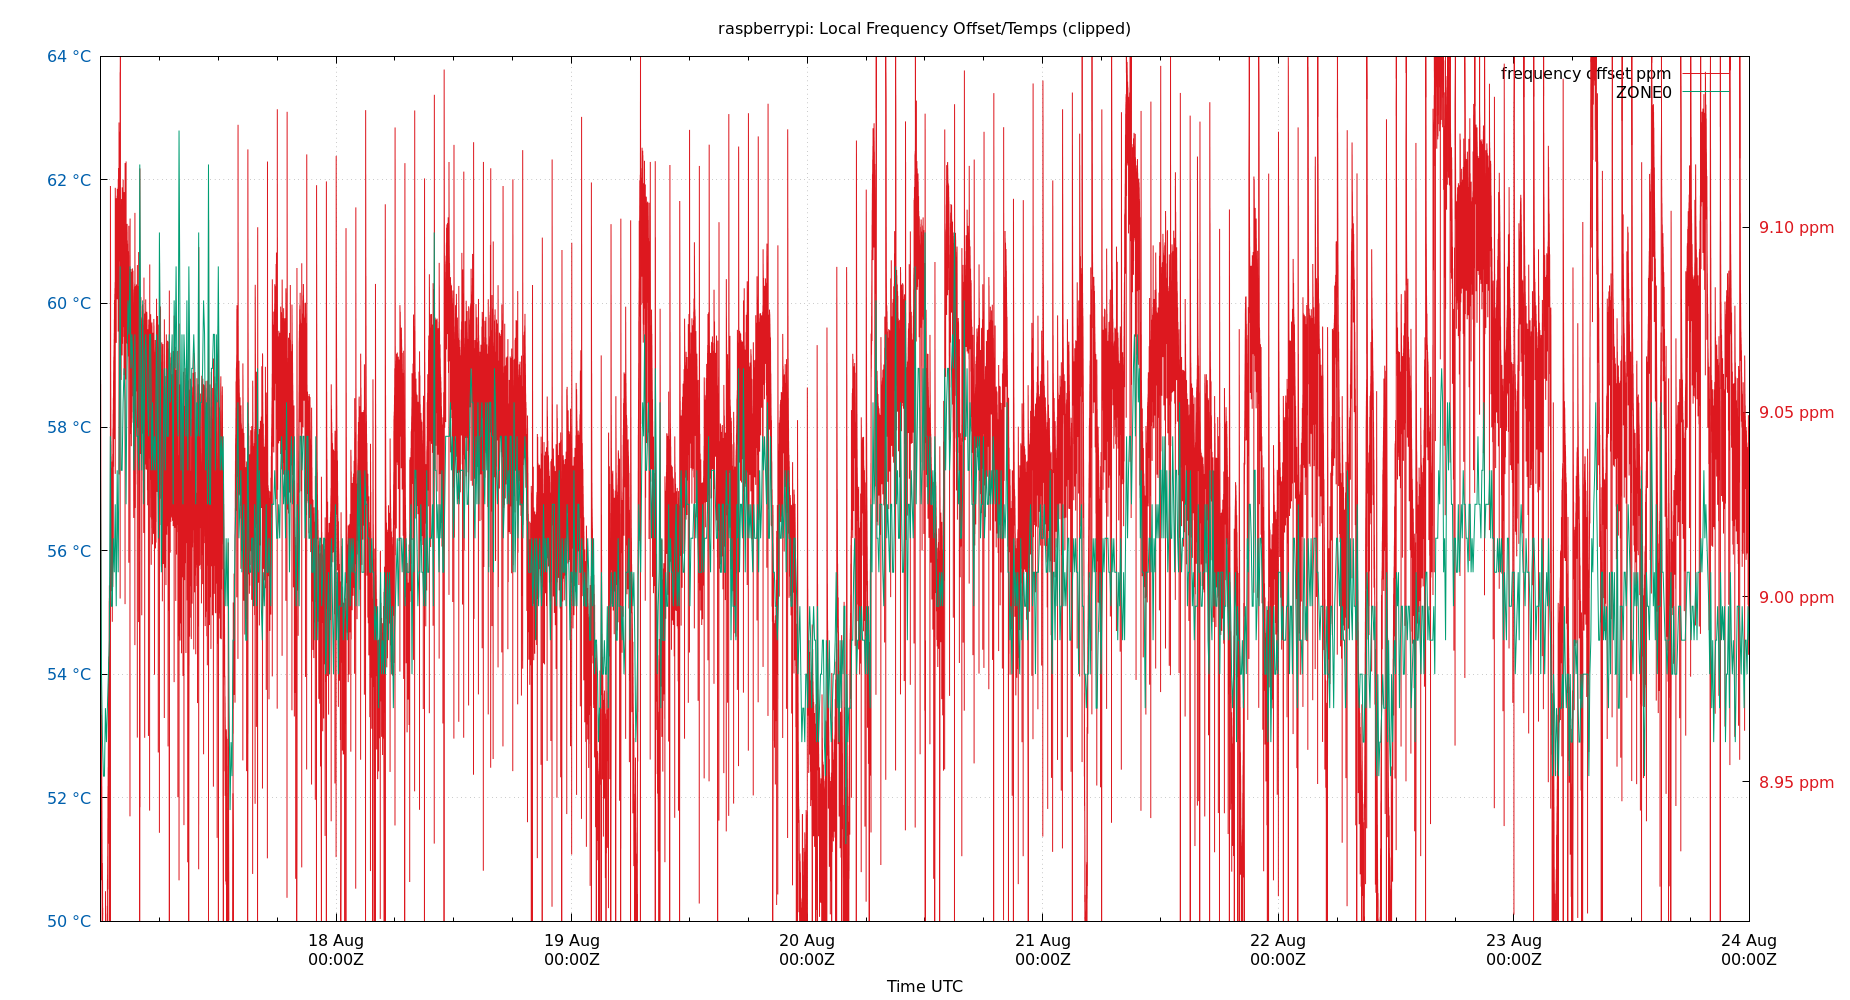 raspberrypi: Local Frequency Offset/Temps (clipped)
64 °C
62 °C
60 °C
58 °C
56 °C
54 °C
52 °C
50 °C
frequency offset ppm
ZONE0
9.10 ppm
9.05 ppm
9.00 ppm
8.95 ppm
18 Aug
00:00Z
19 Aug
00:00Z
20 Aug
00:00Z
21 Aug
00:00Z
22 Aug
00:00Z
23 Aug
00:00Z
24 Aug
00:00Z
Time UTC